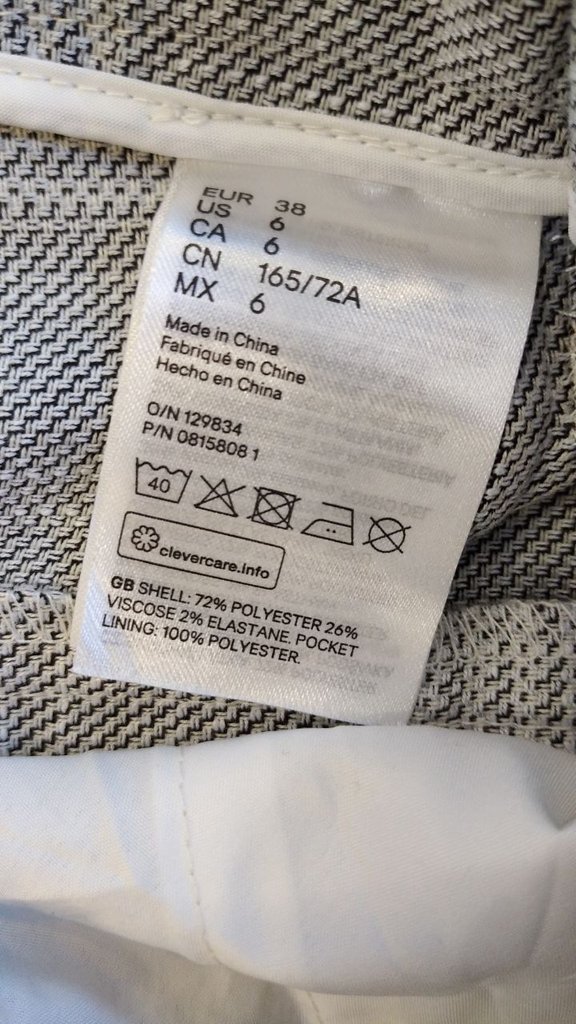 EUR 38
US 6
CA 6
CN 165/72A
MX 6
Made in China
Fabriqué en Chine
Hecho en China
O/N 129834
P/N 0815808 1
40
clevercare.info
GB SHELL: 72% POLYESTER 26%
VISCOSE 2% ELASTANE. POCKET
LINING: 100% POLYESTER.